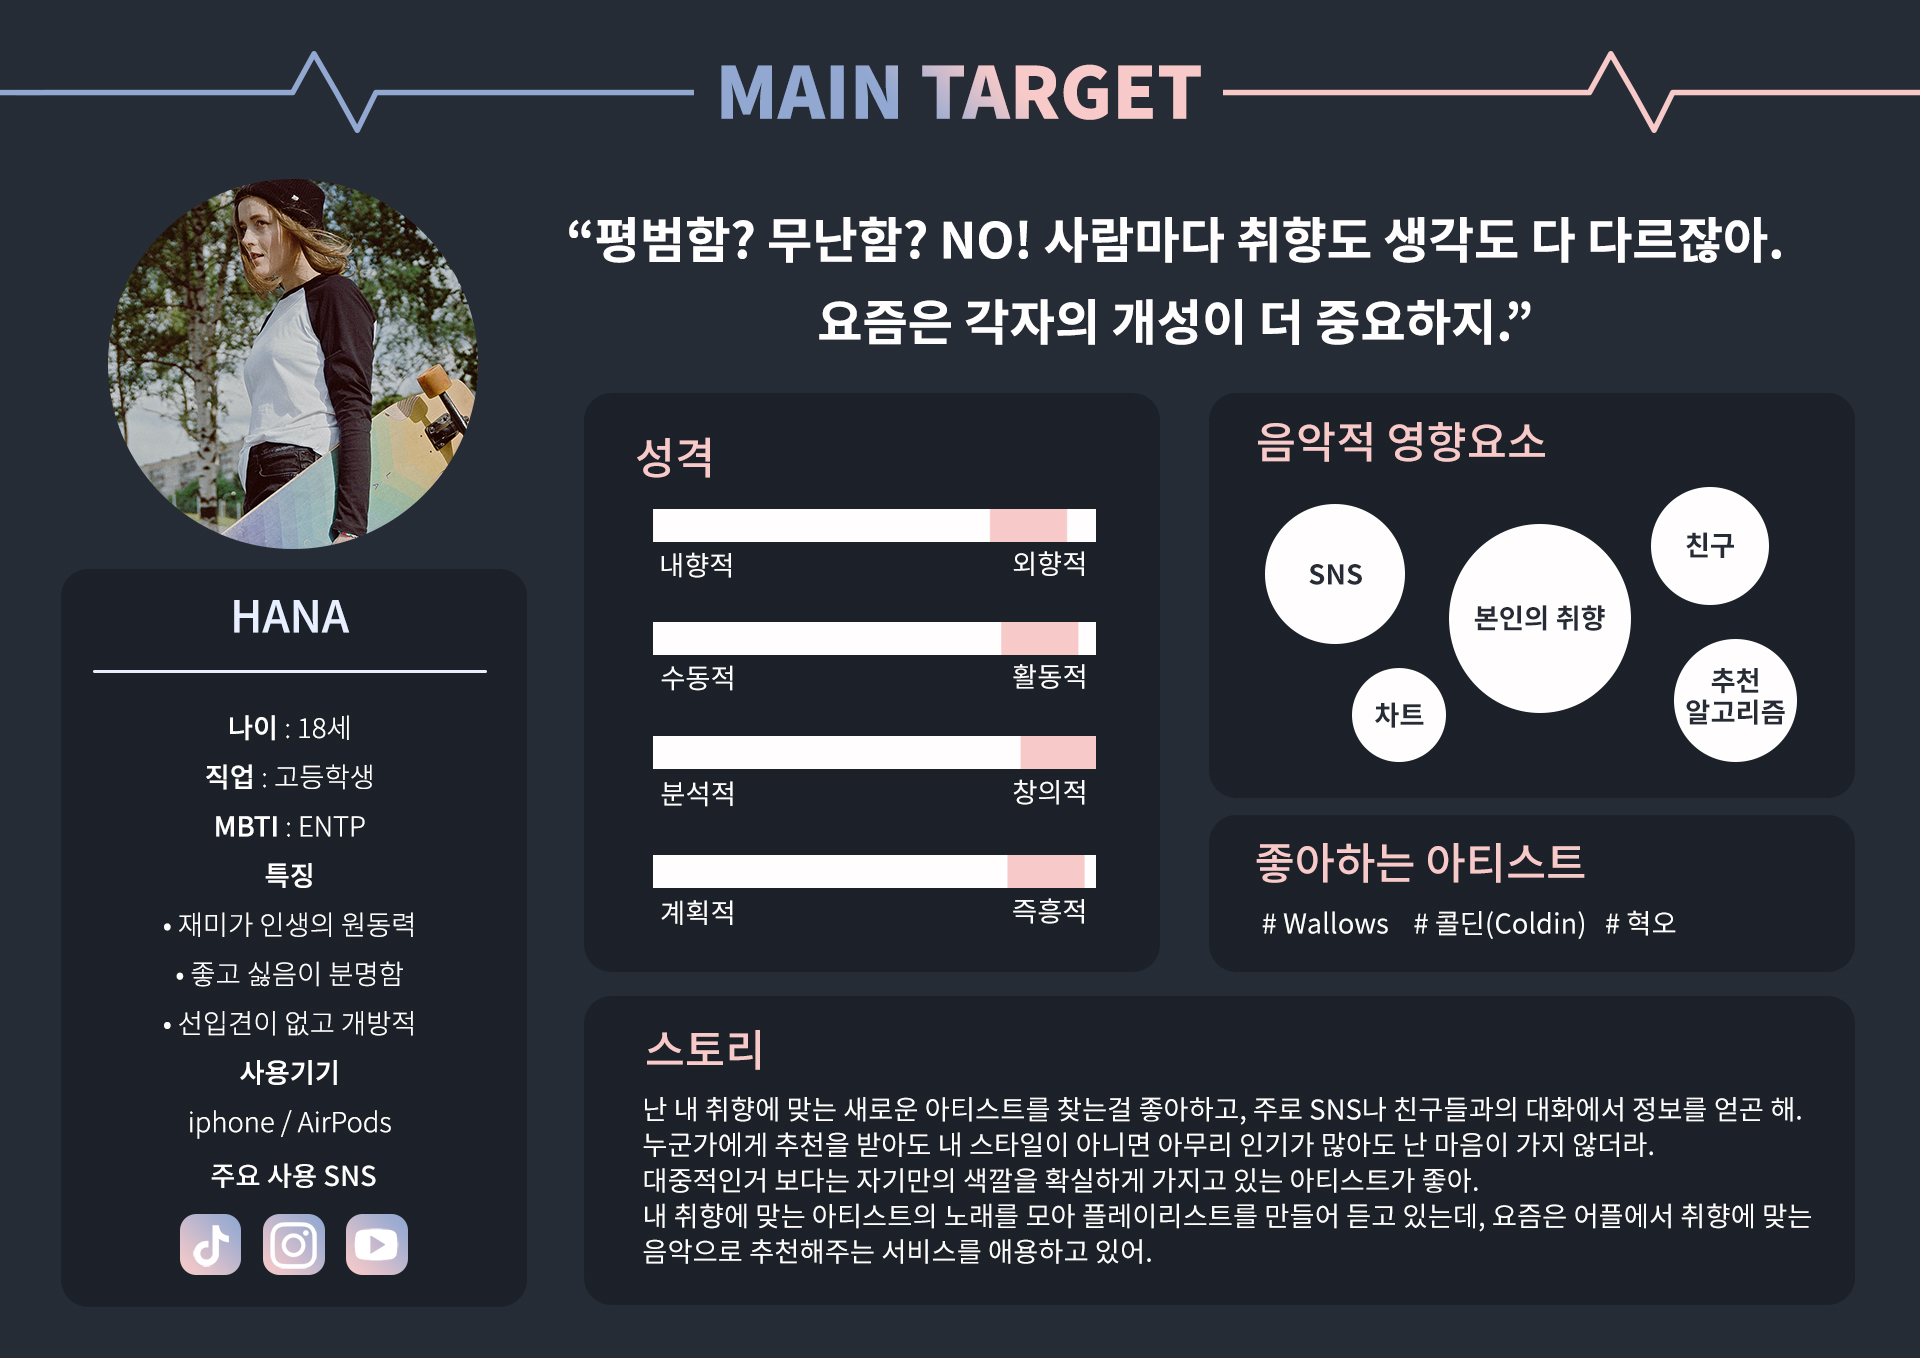 MAIN TARGET
“평범함? 무난함? NO! 사람마다 취향도 생각도 다 다르잖아.
요즘은 각자의 개성이 더 중요하지.”
HANA
나이 : 18세
직업 : 고등학생
MBTI : ENTP
특징
• 재미가 인생의 원동력
• 좋고 싫음이 분명함
• 선입견이 없고 개방적
사용기기
iphone / AirPods
주요 사용 SNS
성격
내향적 외향적
수동적 활동적
분석적 창의적
계획적 즉흥적
음악적 영향요소
SNS
본인의 취향
친구
차트
추천
알고리즘
좋아하는 아티스트
# Wallows # 콜딘(Coldin) # 혁오
스토리
난 내 취향에 맞는 새로운 아티스트를 찾는걸 좋아하고, 주로 SNS나 친구들과의 대화에서 정보를 얻곤 해.
누군가에게 추천을 받아도 내 스타일이 아니면 아무리 인기가 많아도 난 마음이 가지 않더라.
대중적인거 보다는 자기만의 색깔을 확실하게 가지고 있는 아티스트가 좋아.
내 취향에 맞는 아티스트의 노래를 모아 플레이리스트를 만들어 듣고 있는데, 요즘은 어플에서 취향에 맞는
음악으로 추천해주는 서비스를 애용하고 있어.